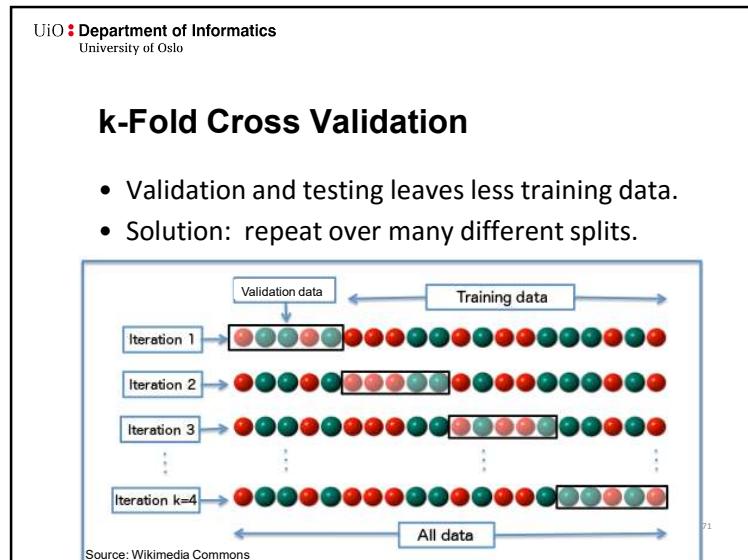 UiO : Department of Informatics
University of Oslo
k-Fold Cross Validation
• Validation and testing leaves less training data.
• Solution: repeat over many different splits.
Validation data
Training data
Iteration 1
Iteration 2
Iteration 3
Iteration k=4
All data
71
Source: Wikimedia Commons